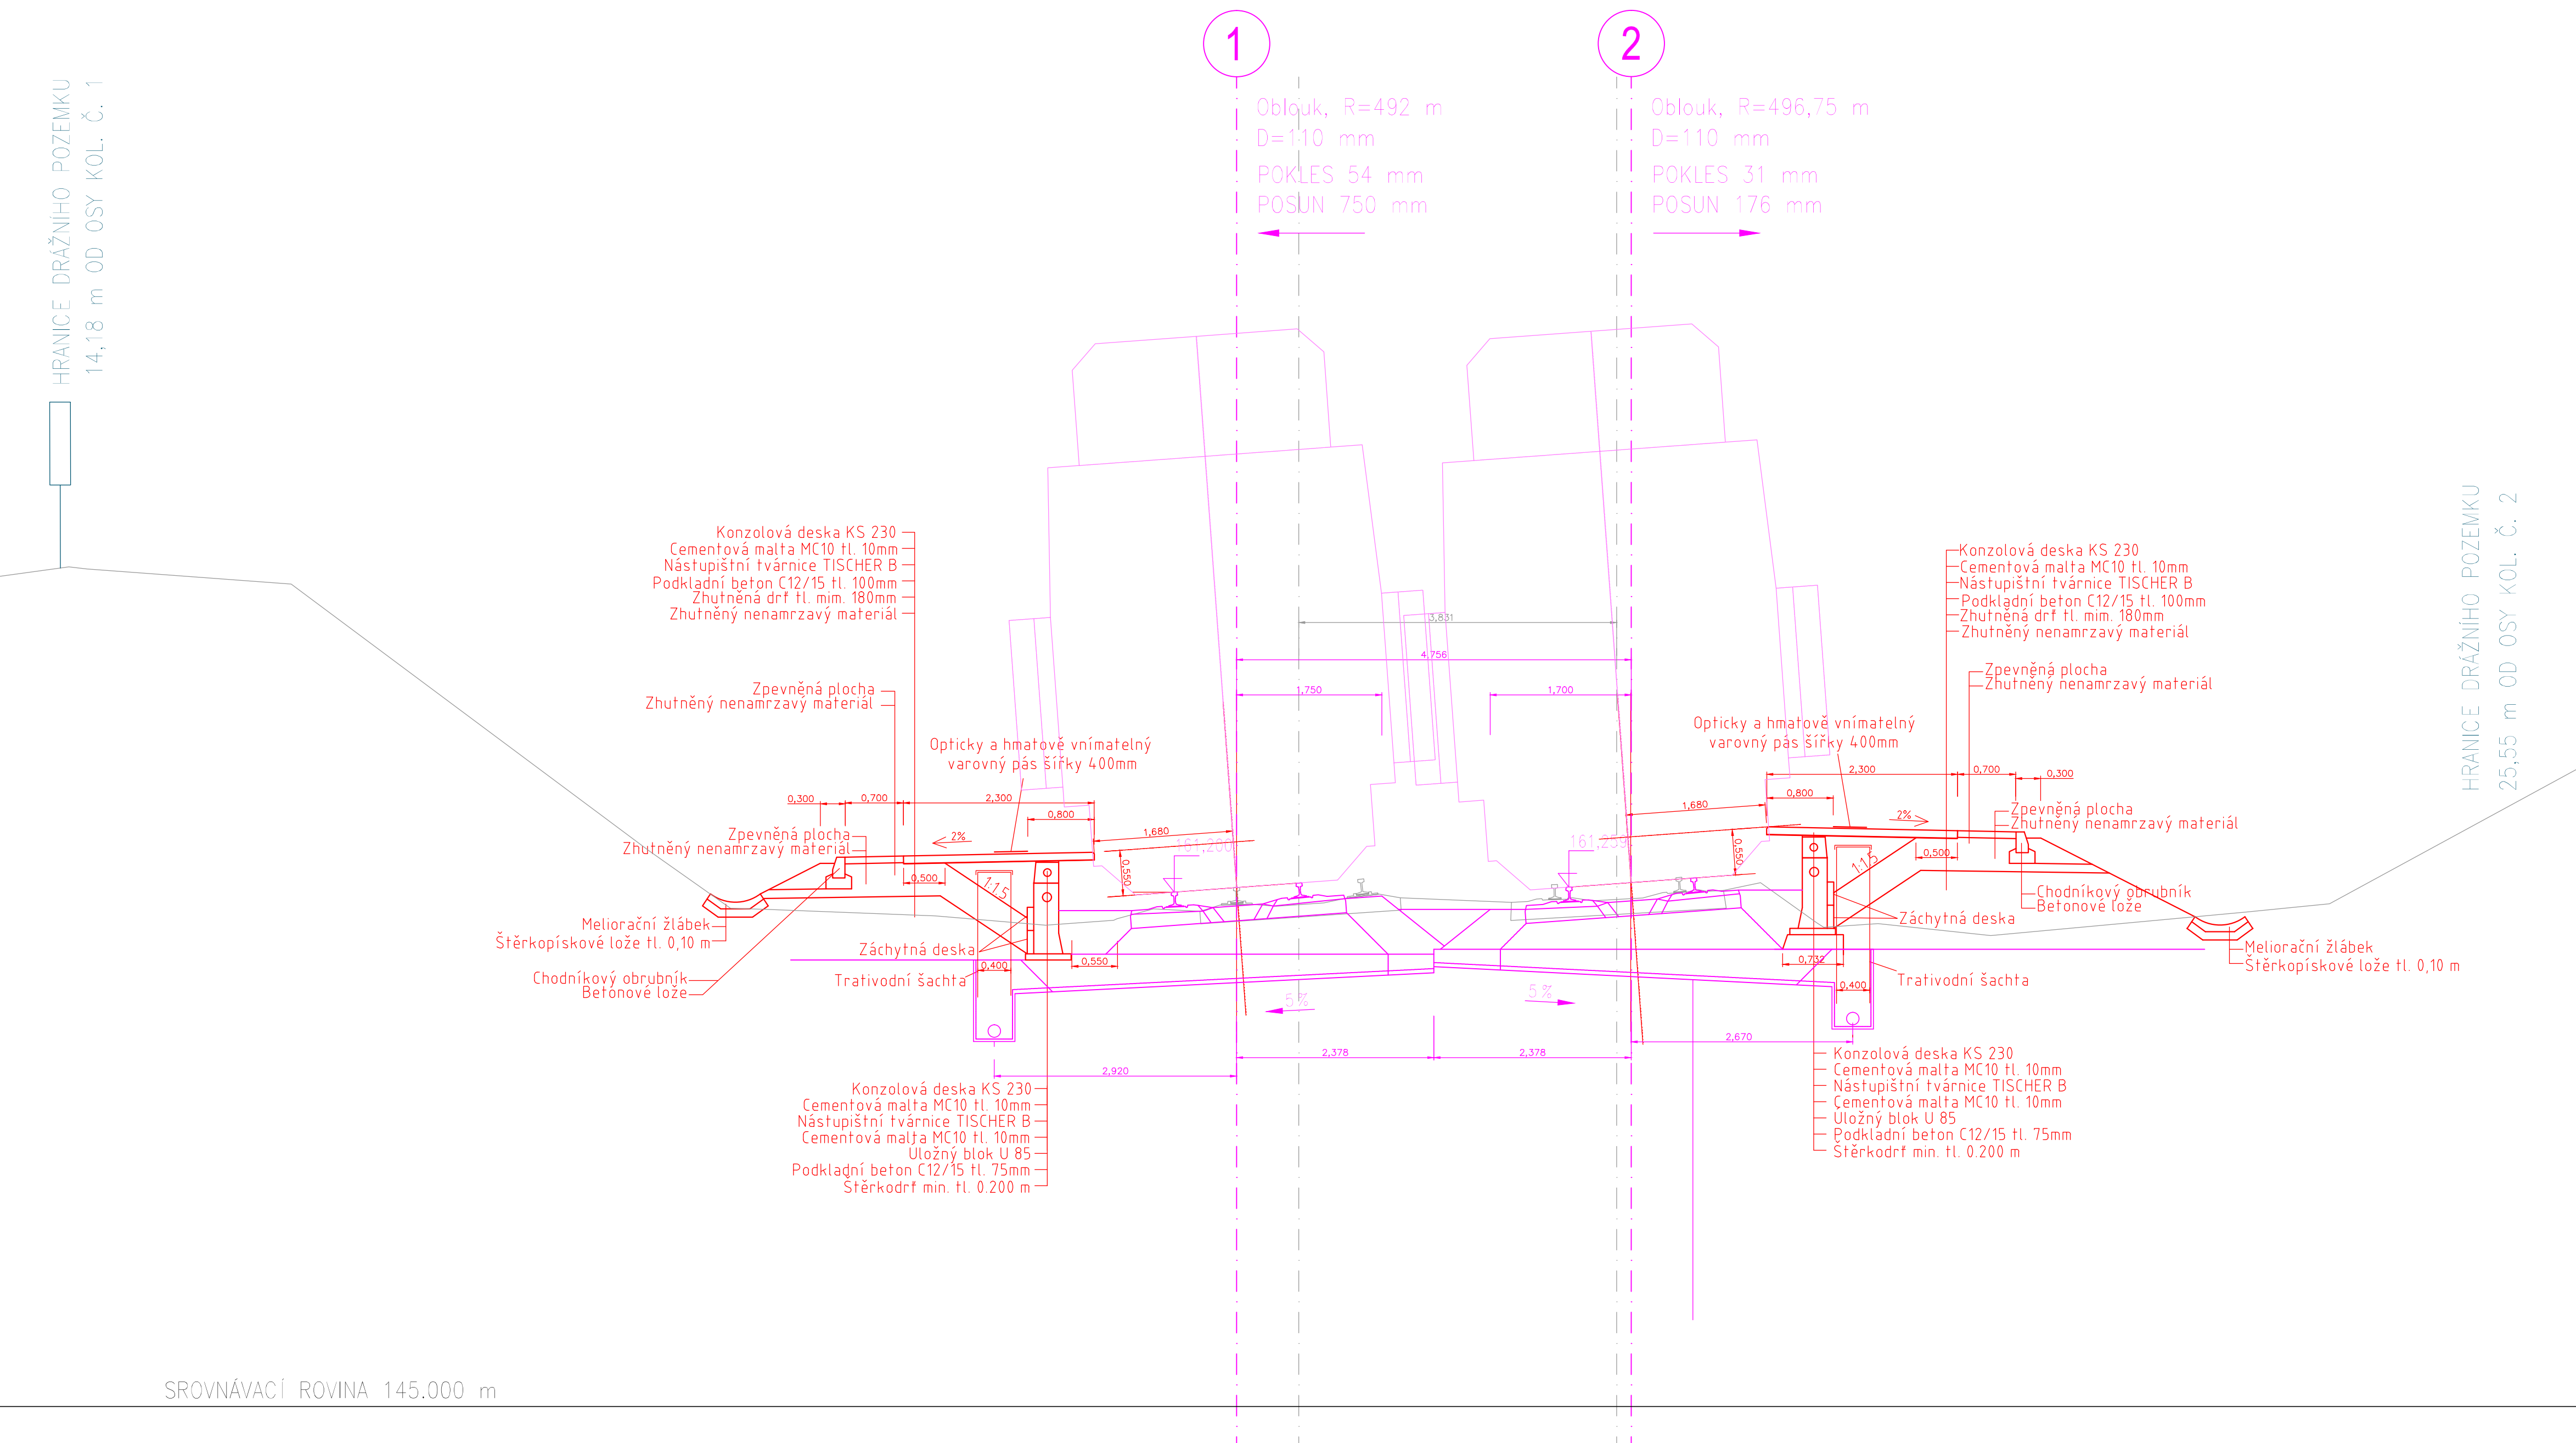 1
2
HRANICE DRÁŽNÍHO POZEMKU
14,18 m OD OSY KOL. Č. 1
Oblouk, R=492 m
D=110 mm
POKLES 54 mm
POSUN 750 mm
Oblouk, R=496,75 m
D=110 mm
POKLES 31 mm
POSUN 176 mm
HRANICE DRÁŽNÍHO POZEMKU
25,55 m OD OSY KOL. Č. 2
Konzolová deska KS 230
Cementová malta MC10 tl. 10mm
Nástupištní tvárnice TISCHER B
Podkladní beton C12/15 tl. 100mm
Zhutněná drť tl. mim. 180mm
Zhutněný nenamrzavý materiál
Zpevněná plocha
Zhutněný nenamrzavý materiál
Opticky a hmatově vnímatelný
varovný pás šířky 400mm
0,300
0,700
2,300
0,800
2%
Zpevněná plocha
Zhutněný nenamrzavý materiál
0,500
1:1,5
1,680
0,550
161,200
Meliorační žlábek
Štěrkopískové lože tl. 0,10 m
Chodníkový obrubník
Betonové lože
Záchytná deska
Trativodní šachta
0,400
0,550
3,831
4,756
1,750
1,700
161,259
5%
5%
2,378
2,378
2,920
2,670
Konzolová deska KS 230
Cementová malta MC10 tl. 10mm
Nástupištní tvárnice TISCHER B
Cementová malta MC10 tl. 10mm
Úložný blok U 85
Podkladní beton C12/15 tl. 75mm
Štěrkodrť min. tl. 0.200 m
Konzolová deska KS 230
Cementová malta MC10 tl. 10mm
Nástupištní tvárnice TISCHER B
Podkladní beton C12/15 tl. 100mm
Zhutněná drť tl. mim. 180mm
Zhutněný nenamrzavý materiál
Zpevněná plocha
Zhutněný nenamrzavý materiál
Opticky a hmatově vnímatelný
varovný pás šířky 400mm
2,300
0,700
0,300
0,800
1,680
2%
0,550
1:1,5
0,500
Zpevněná plocha
Zhutněný nenamrzavý materiál
Chodníkový obrubník
Betonové lože
Záchytná deska
Meliorační žlábek
Štěrkopískové lože tl. 0,10 m
0,732
0,400
Trativodní šachta
Konzolová deska KS 230
Cementová malta MC10 tl. 10mm
Nástupištní tvárnice TISCHER B
Cementová malta MC10 tl. 10mm
Úložný blok U 85
Podkladní beton C12/15 tl. 75mm
Štěrkodrť min. tl. 0.200 m
SROVNÁVACÍ ROVINA 145.000 m